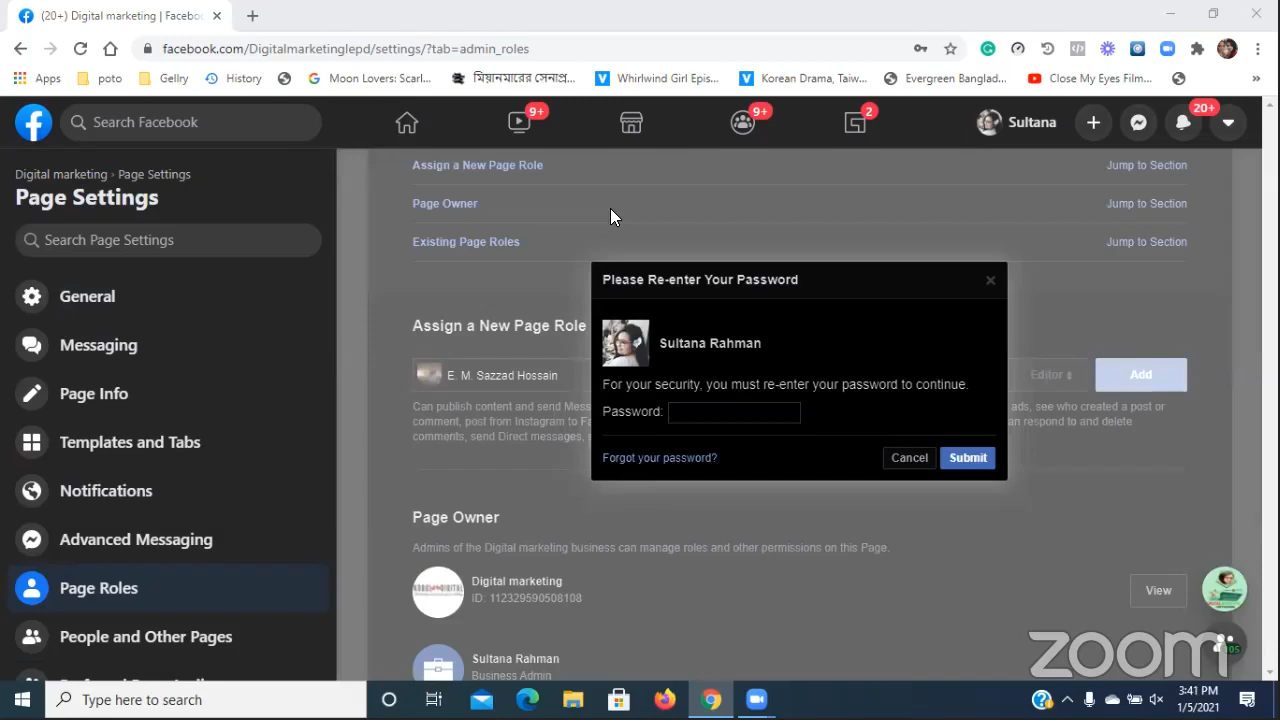 (20+) Digital marketing | Facebo
facebook.com/Digitalmarketinglepd/settings/?tab=admin_roles
Apps
poto
Gellry
History
Moon Lovers: Scarl...
মিয়ানমারের সেনাপ্র...
Whirlwind Girl Epis...
Korean Drama, Taiw...
Evergreen Banglad...
Close My Eyes Film...
»
Search Facebook
9+
9+
2
Sultana
20+
Digital marketing › Page Settings
Page Settings
Search Page Settings
General
Messaging
Page Info
Templates and Tabs
Notifications
Advanced Messaging
Page Roles
People and Other Pages
Assign a New Page Role
Jump to Section
Page Owner
Jump to Section
Existing Page Roles
Jump to Section
Assign a New Page Role
E. M. Sazzad Hossain
Editor
Add
Can publish content and send Mess
ads, see who created a post or
comment, post from Instagram to Fa
can respond to and delete
comments, send Direct messages,
Please Re-enter Your Password
Sultana Rahman
For your security, you must re-enter your password to continue.
Password:
Forgot your password?
Cancel
Submit
Page Owner
Admins of the Digital marketing business can manage roles and other permissions on this Page.
Digital marketing
ID: 112329590508108
View
Sultana Rahman
Business Admin
zoom
Type here to search
3:41 PM
1/5/2021